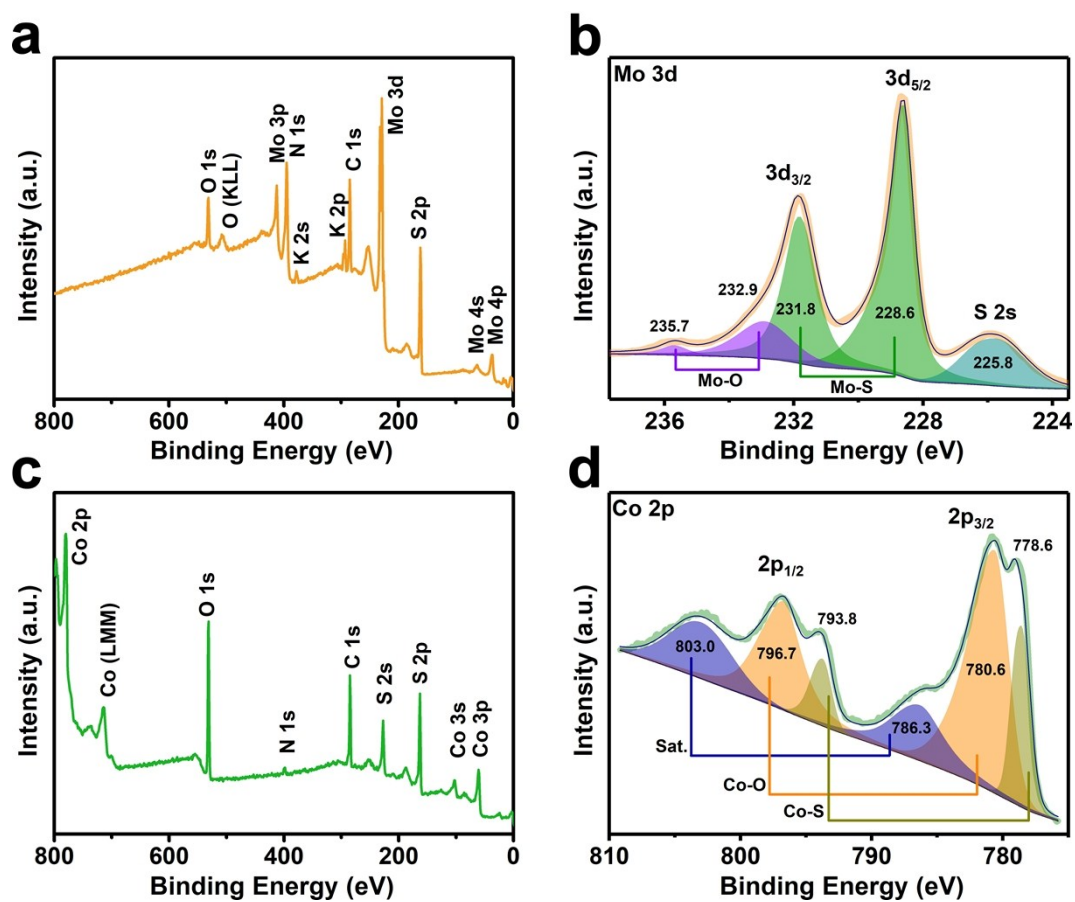 a
Intensity (a.u.)
O 1s
O (KLL)
Mo 3p
N 1s
K 2s
K 2p
C 1s
Mo 3d
S 2p
Mo 4s
Mo 4p
800 600 400 200 0
Binding Energy (eV)
b
Mo 3d
Intensity (a.u.)
3d5/2
3d3/2
232.9
235.7
231.8
228.6
S 2s
225.8
Mo-O
Mo-S
236 232 228 224
Binding Energy (eV)
c
Intensity (a.u.)
Co 2p
Co (LMM)
O 1s
N 1s
C 1s
S 2s
S 2p
Co 3s
Co 3p
800 600 400 200 0
Binding Energy (eV)
d
Co 2p
Intensity (a.u.)
2p3/2
778.6
2p1/2
793.8
803.0
796.7
780.6
786.3
Sat.
Co-O
Co-S
810 800 790 780
Binding Energy (eV)